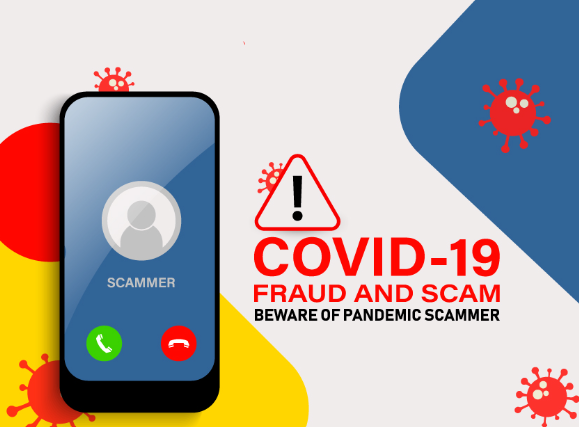 SCAMMER
!
COVID-19
FRAUD AND SCAM
BEWARE OF PANDEMIC SCAMMER